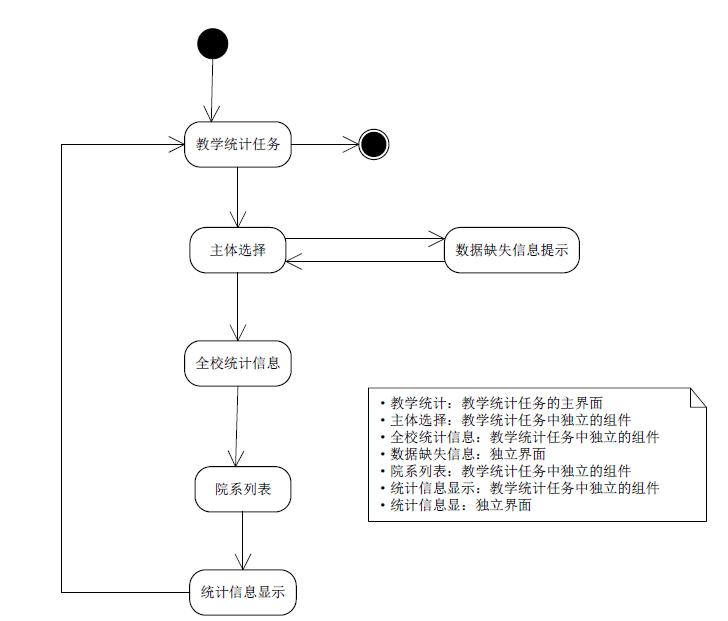 教学统计任务
主体选择
数据缺失信息提示
全校统计信息
院系列表
统计信息显示
·教学统计：教学统计任务的主界面
·主体选择：教学统计任务中独立的组件
·全校统计信息：教学统计任务中独立的组件
·数据缺失信息：独立界面
·院系列表：教学统计任务中独立的组件
·统计信息显示：教学统计任务中独立的组件
·统计信息显：独立界面